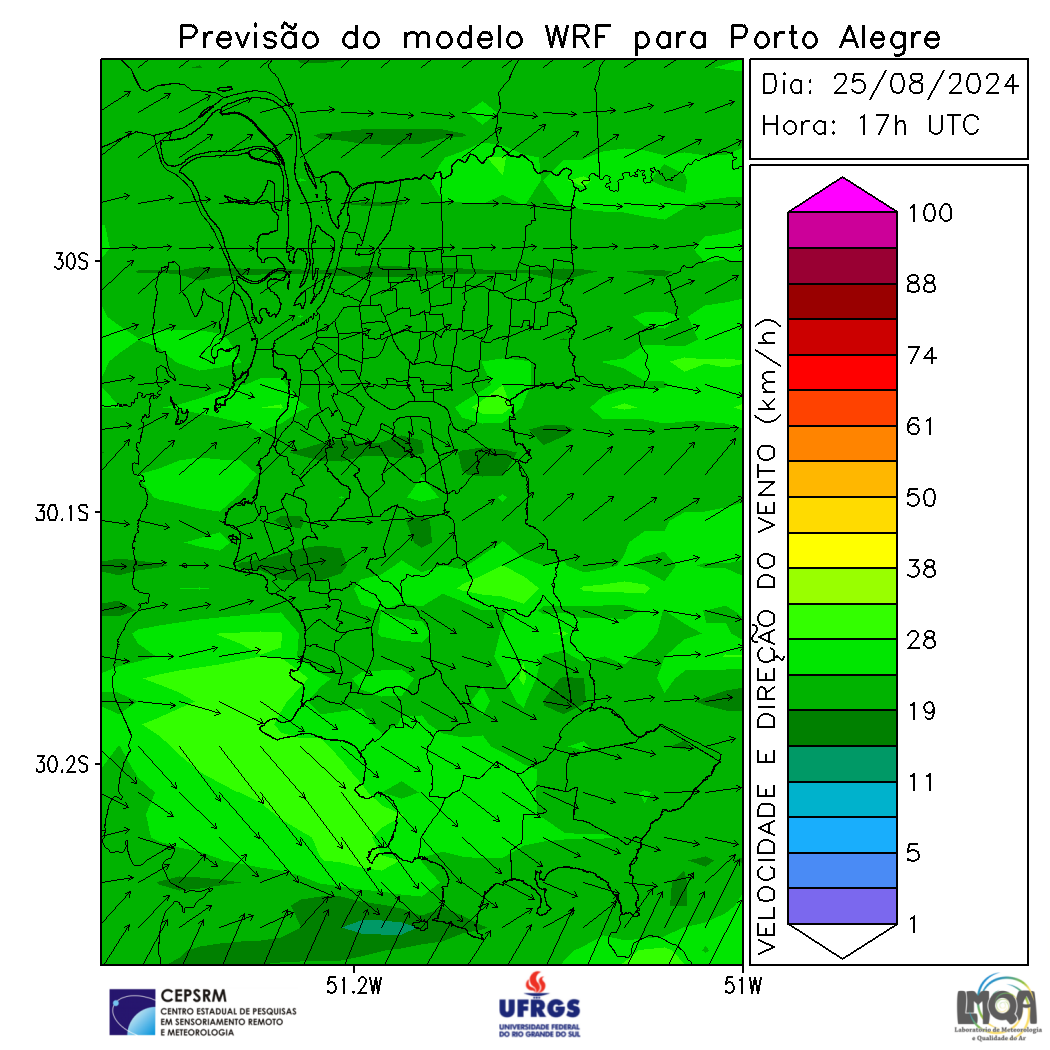 Previsão do modelo WRF para Porto Alegre
Dia: 25/08/2024
Hora: 17h UTC
30S
30.1S
30.2S
51.2W
51W
VELOCIDADE E DIREÇÃO DO VENTO (km/h)
100
88
74
61
50
38
28
19
11
5
1
CEPSRM
CENTRO ESTADUAL DE PESQUISAS
EM SENSORIAMENTO REMOTO
E METEOROLOGIA
UFRGS
UNIVERSIDADE FEDERAL
DO RIO GRANDE DO SUL
LMQA
Laboratório de Meteorologia
e Qualidade do Ar